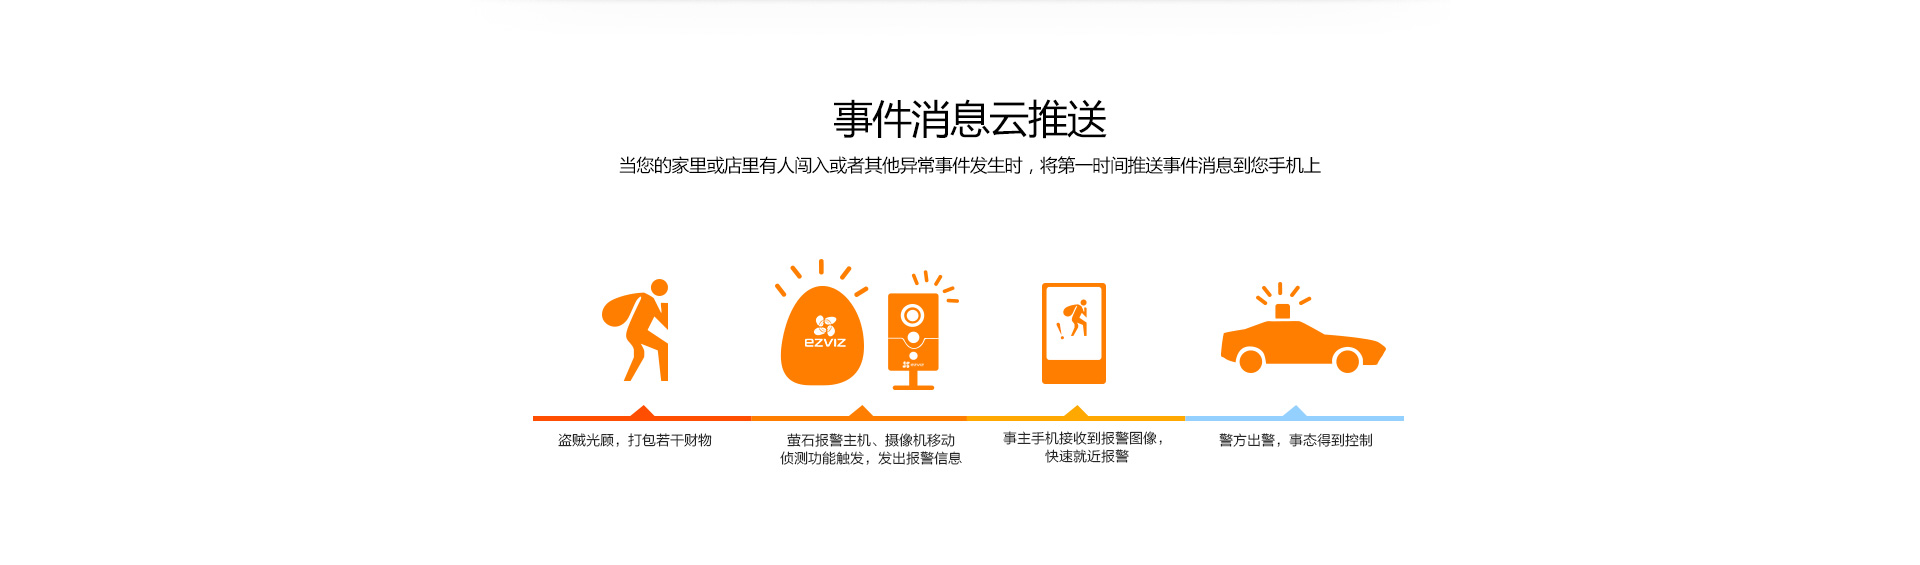 事件消息云推送
当您的家里或店里有人闯入或者其他异常事件发生时，将第一时间推送事件消息到您手机上
ezviz
盗贼光顾，打包若干财物
萤石报警主机、摄像机移动
侦测功能触发，发出报警信息
事主手机接收到报警图像，
快速就近报警
警方出警，事态得到控制